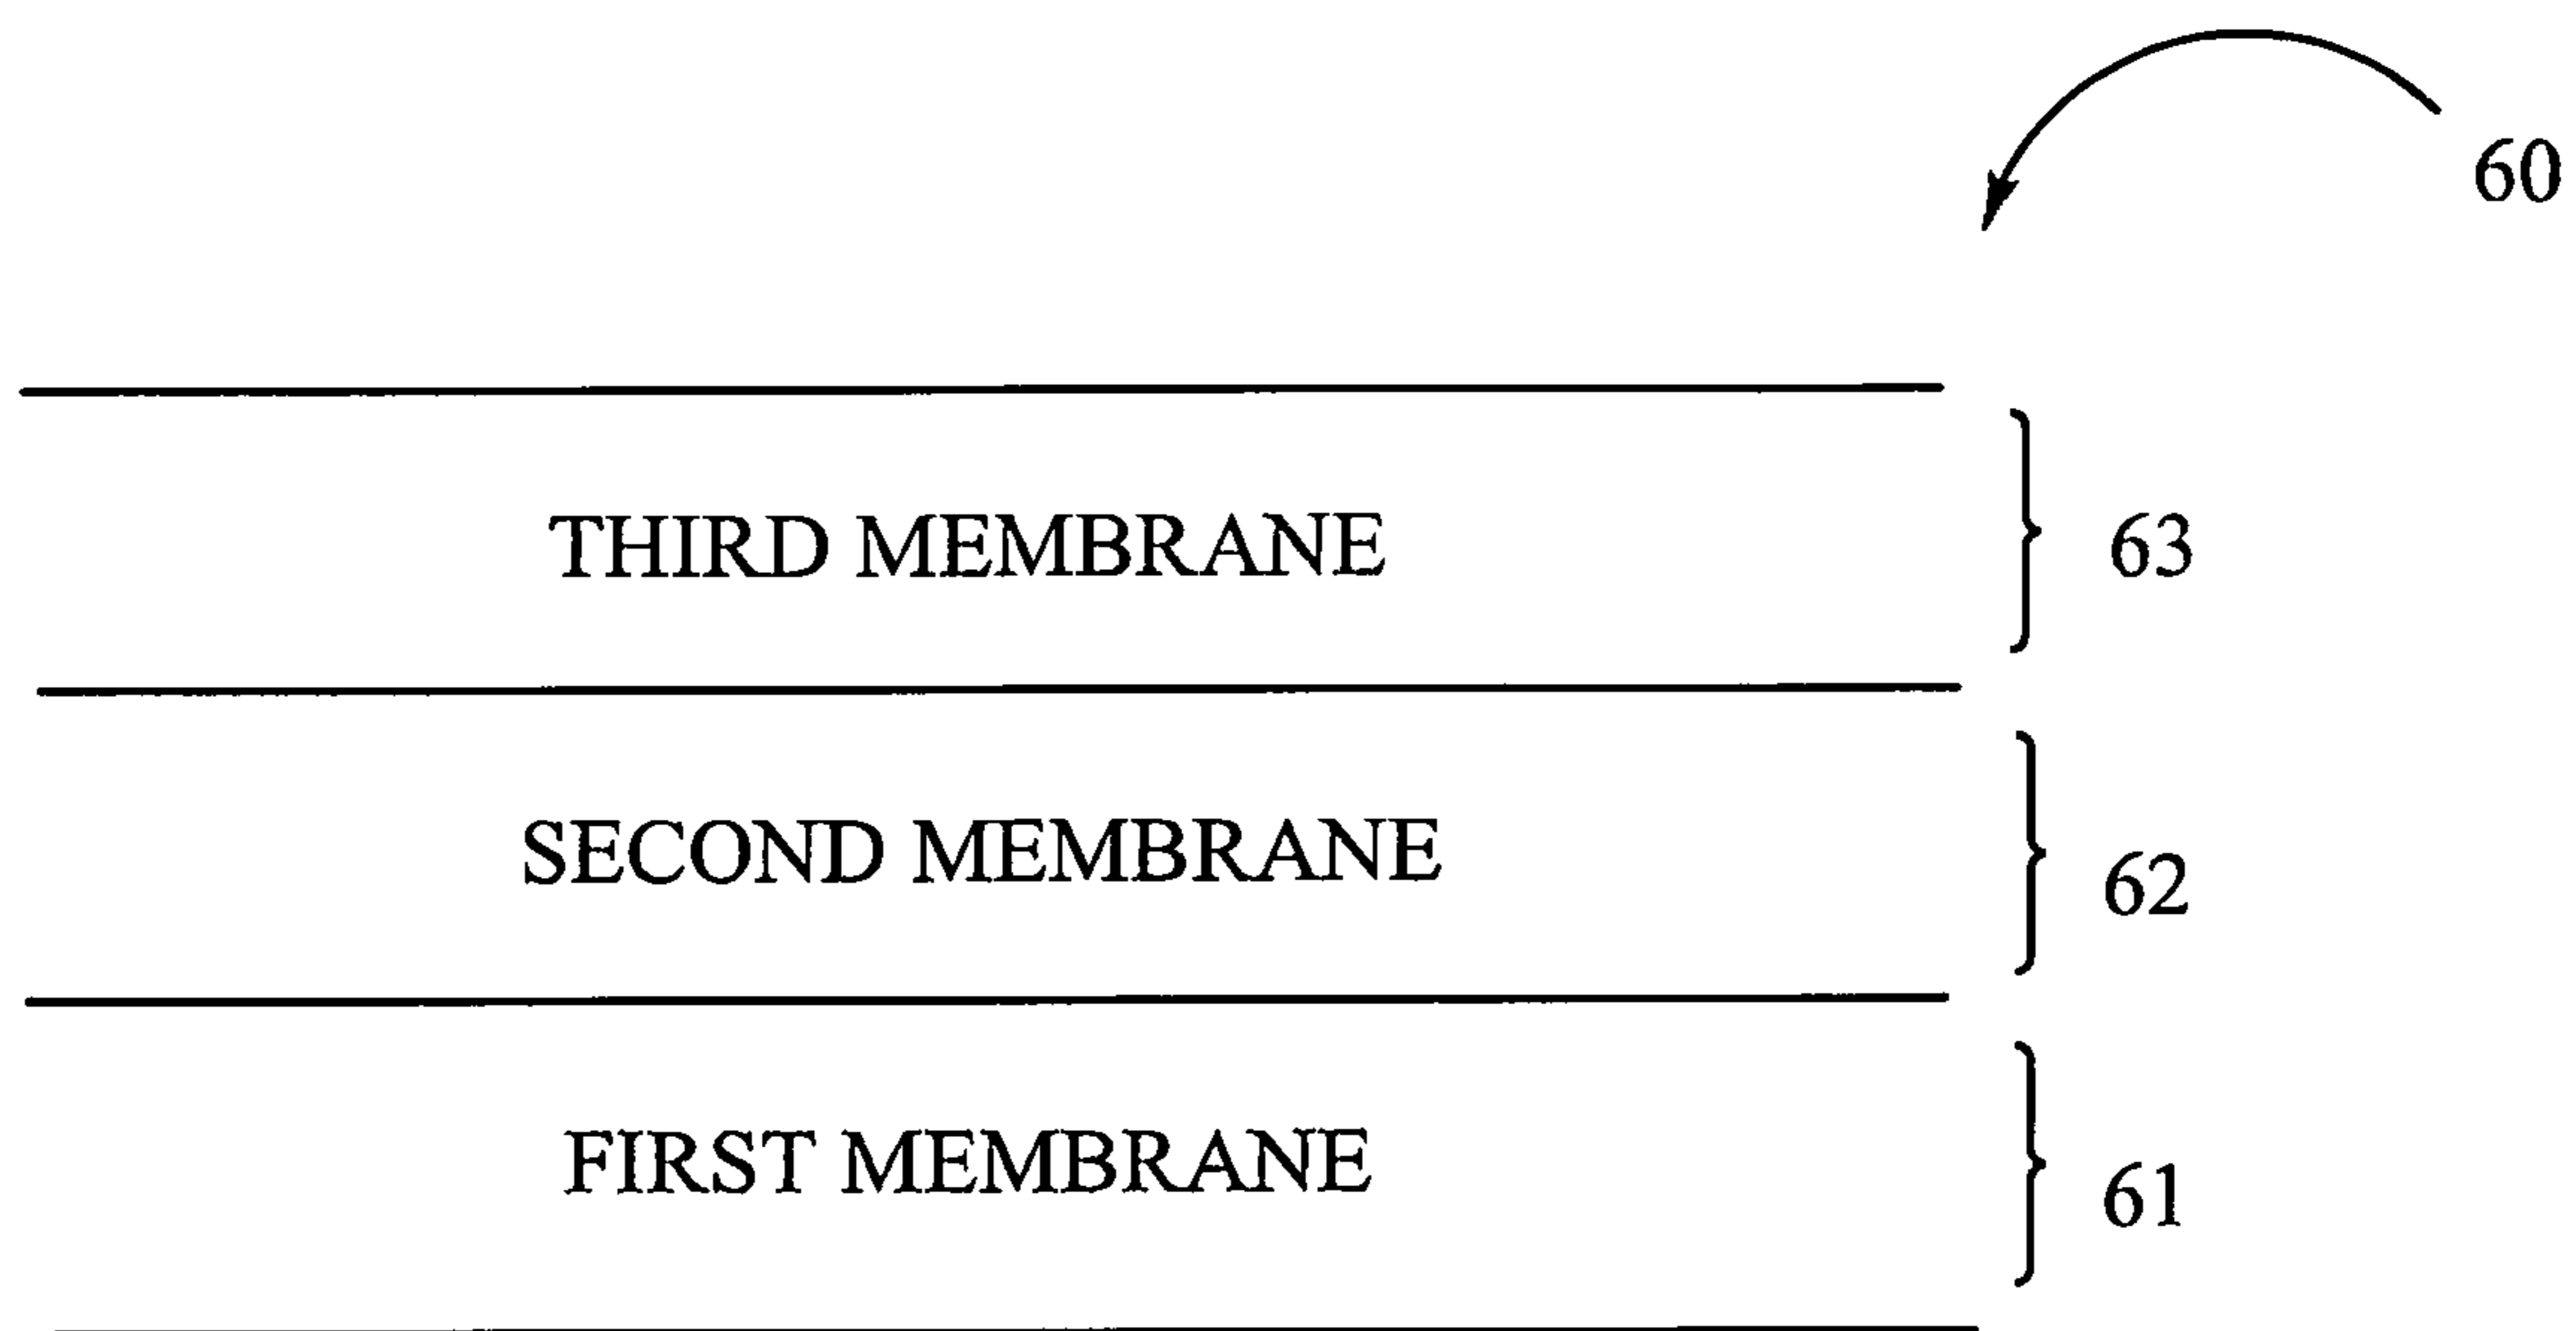 60
THIRD MEMBRANE 63
SECOND MEMBRANE 62
FIRST MEMBRANE 61